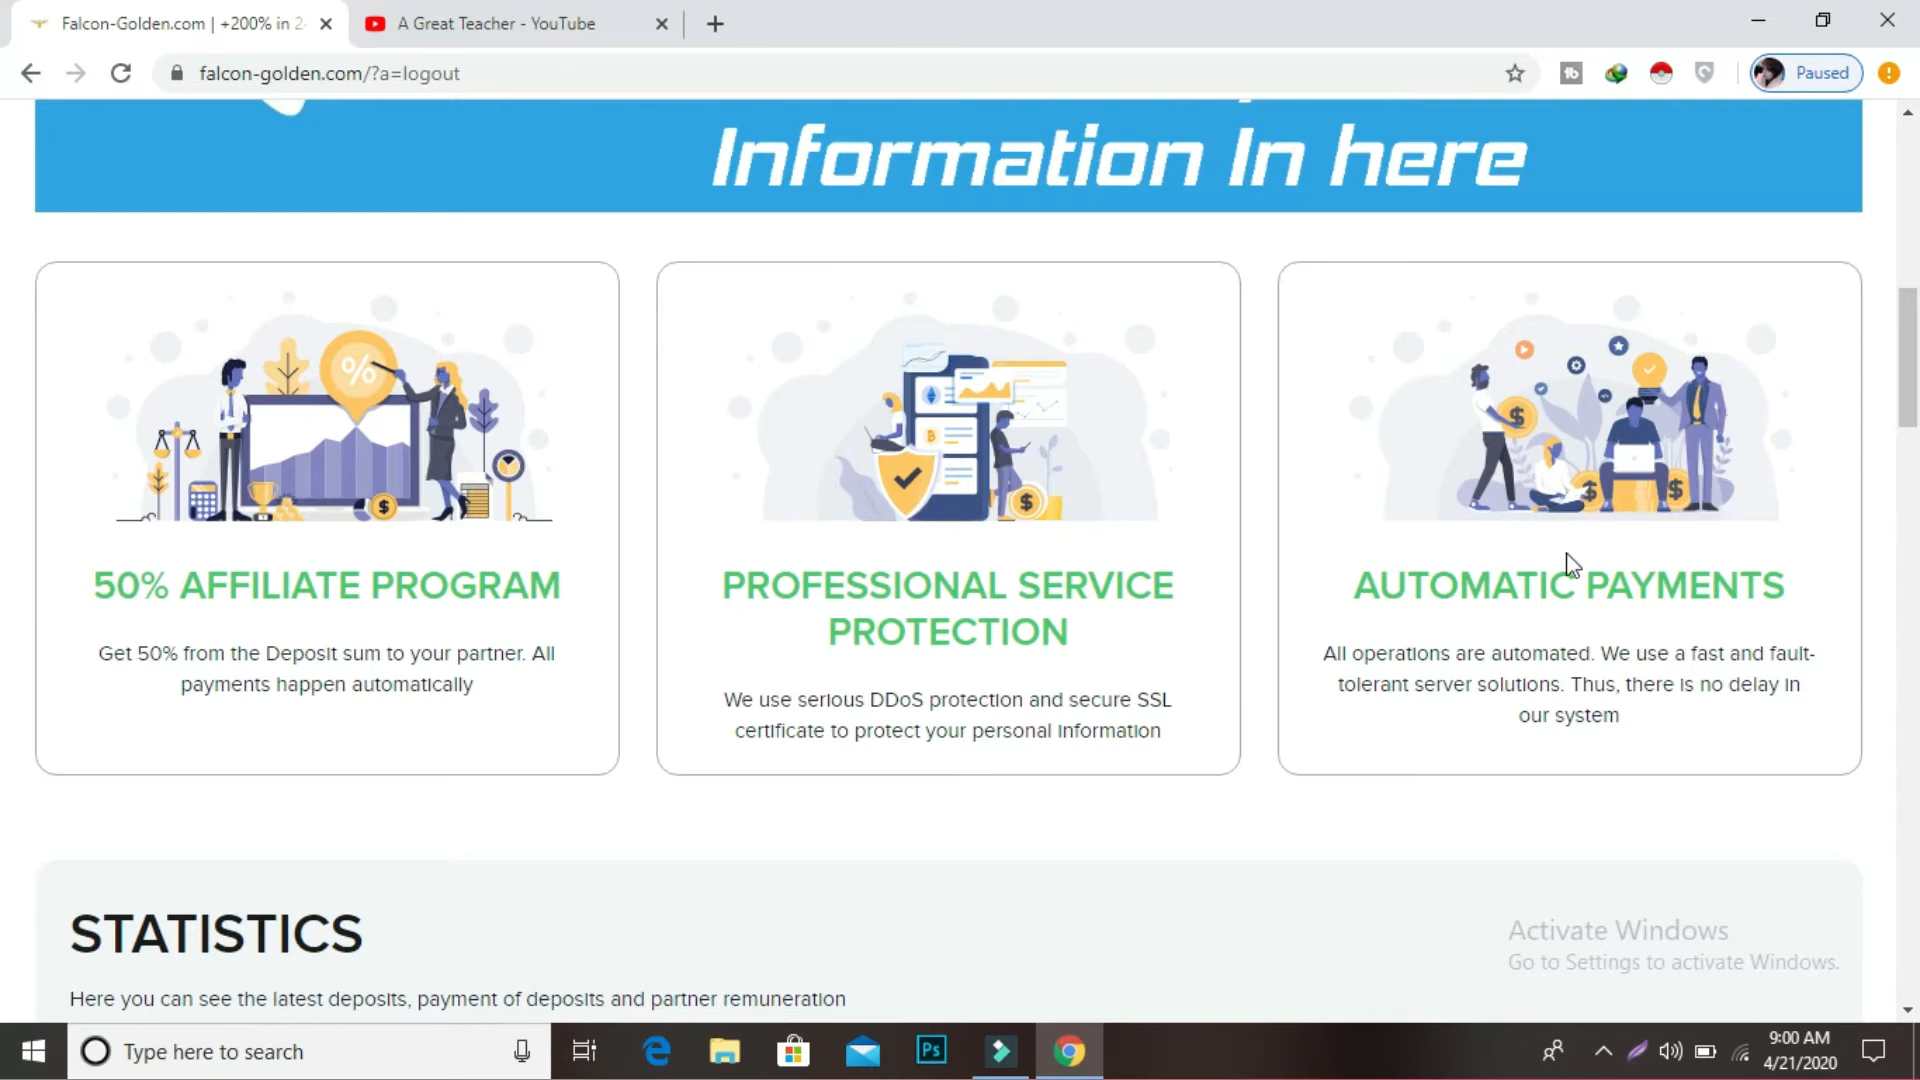 Falcon-Golden.com | +200% in 2
A Great Teacher - YouTube
falcon-golden.com/?a=logout
Paused
Information In here
50% AFFILIATE PROGRAM
Get 50% from the Deposit sum to your partner. All
payments happen automatically
PROFESSIONAL SERVICE
PROTECTION
We use serious DDoS protection and secure SSL
certificate to protect your personal information
AUTOMATIC PAYMENTS
All operations are automated. We use a fast and fault-
tolerant server solutions. Thus, there is no delay in
our system
STATISTICS
Here you can see the latest deposits, payment of deposits and partner remuneration
Activate Windows
Go to Settings to activate Windows.
Type here to search
Ps
9:00 AM
4/21/2020